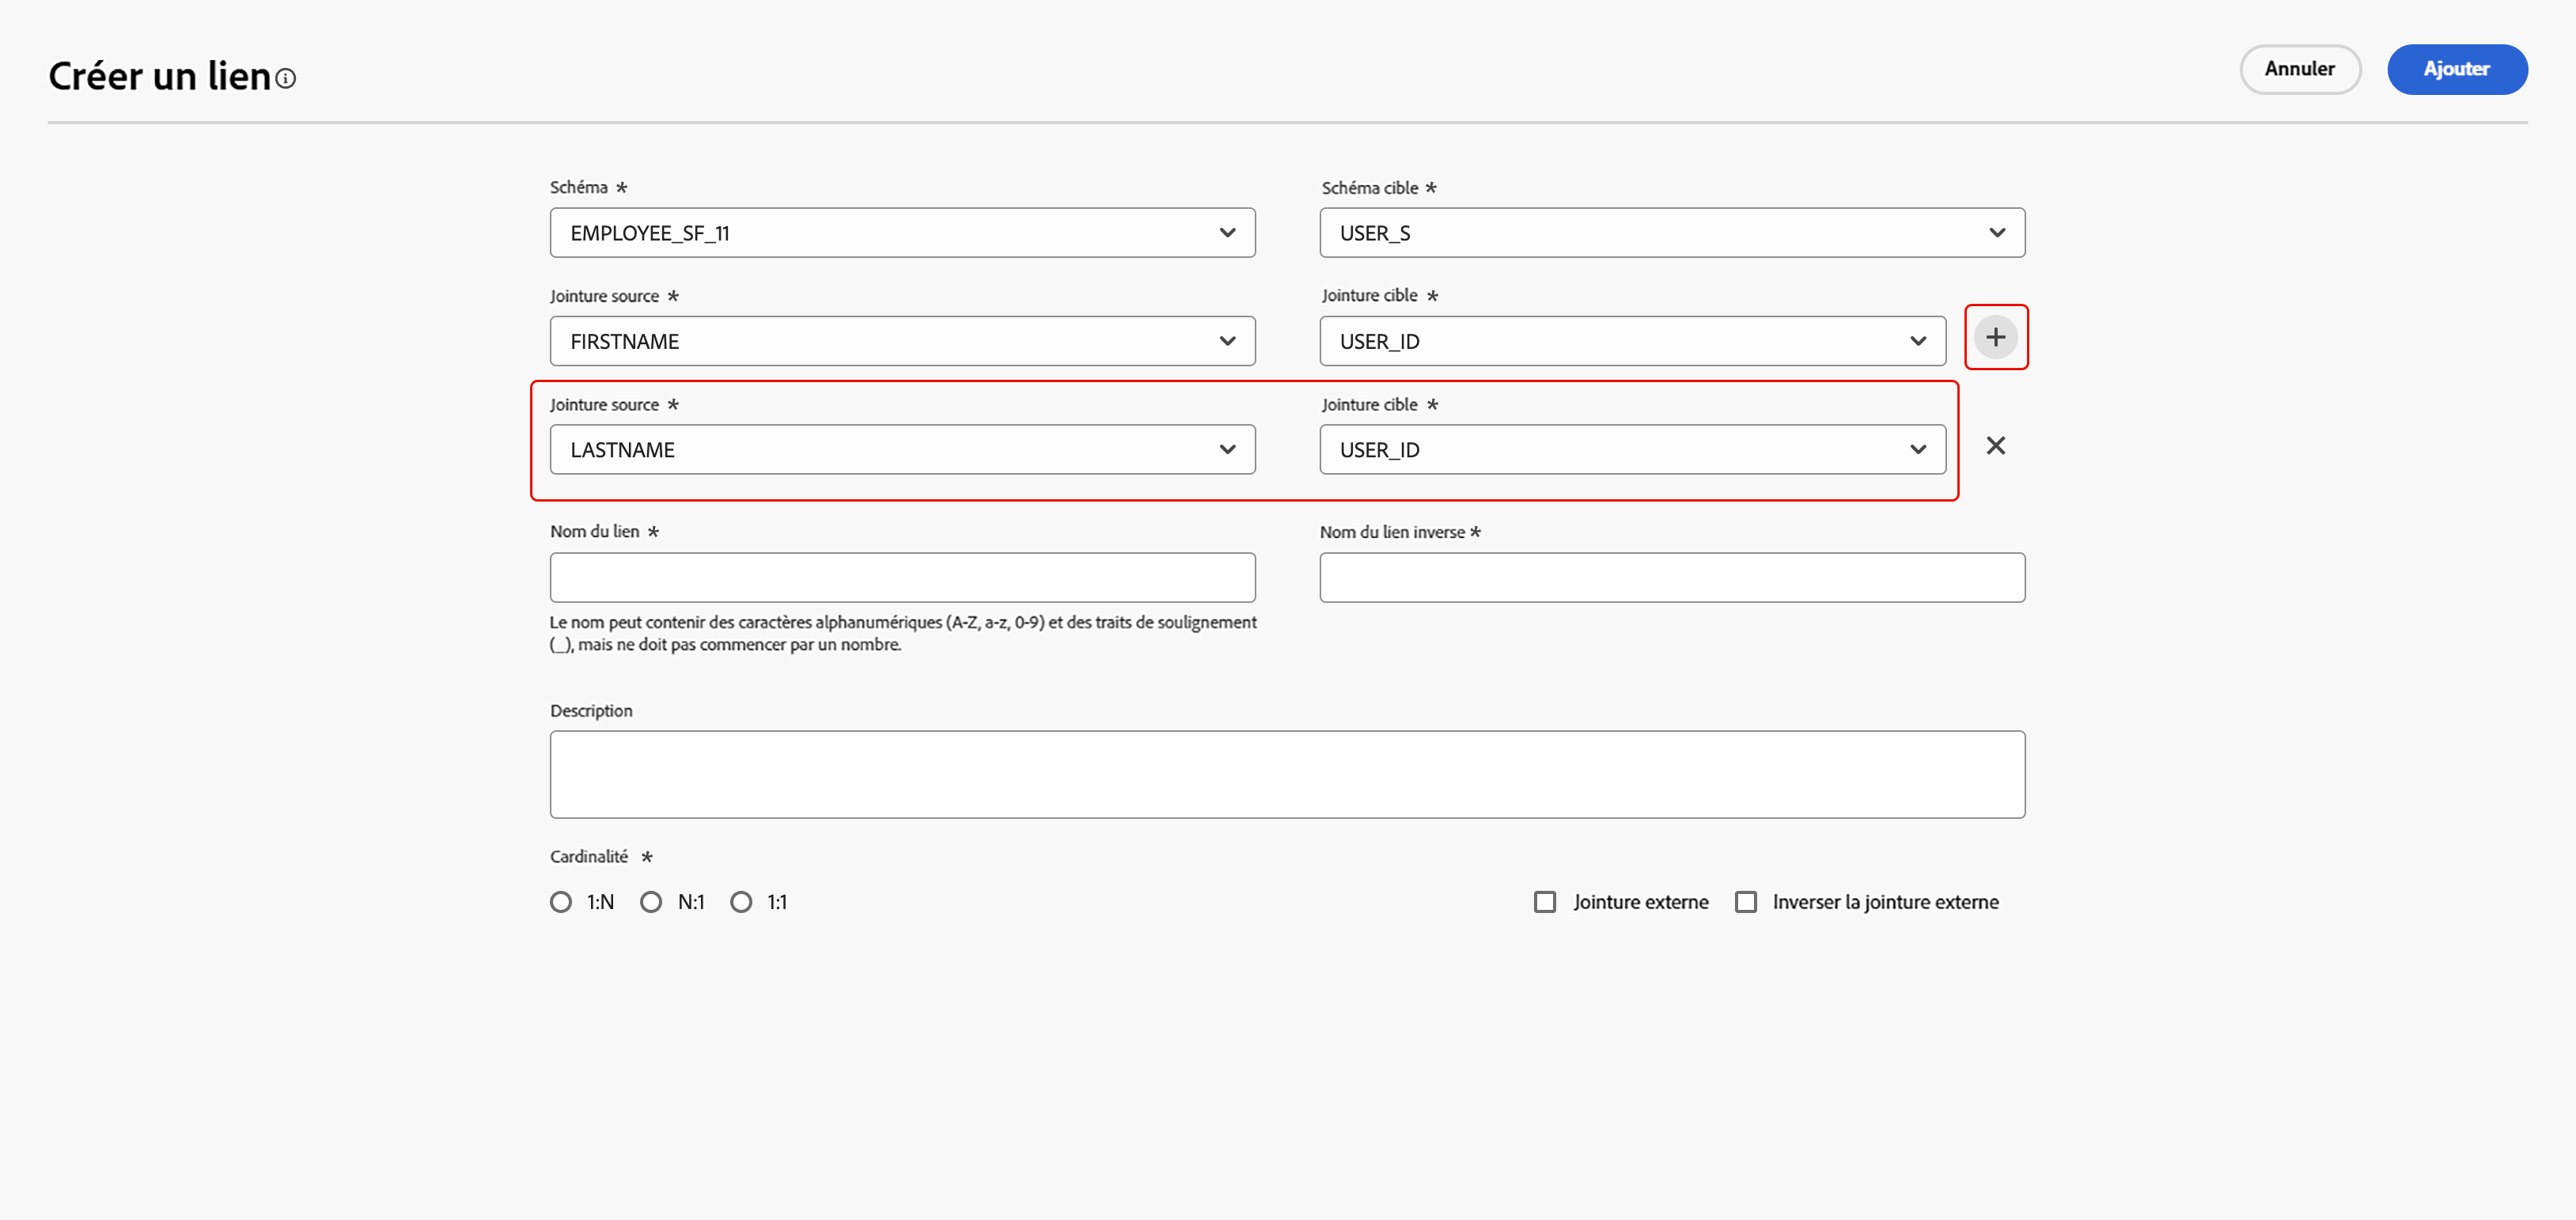 Créer un lien
Annuler
Ajouter
Schéma *
Schéma cible *
EMPLOYEE_SF_11
USER_S
Jointure source *
Jointure cible *
FIRSTNAME
USER_ID
Jointure source *
Jointure cible *
LASTNAME
USER_ID
Nom du lien *
Nom du lien inverse *
Le nom peut contenir des caractères alphanumériques (A-Z, a-z, 0-9) et des traits de soulignement
(_), mais ne doit pas commencer par un nombre.
Description
Cardinalité *
1:N
N:1
1:1
Jointure externe
Inverser la jointure externe